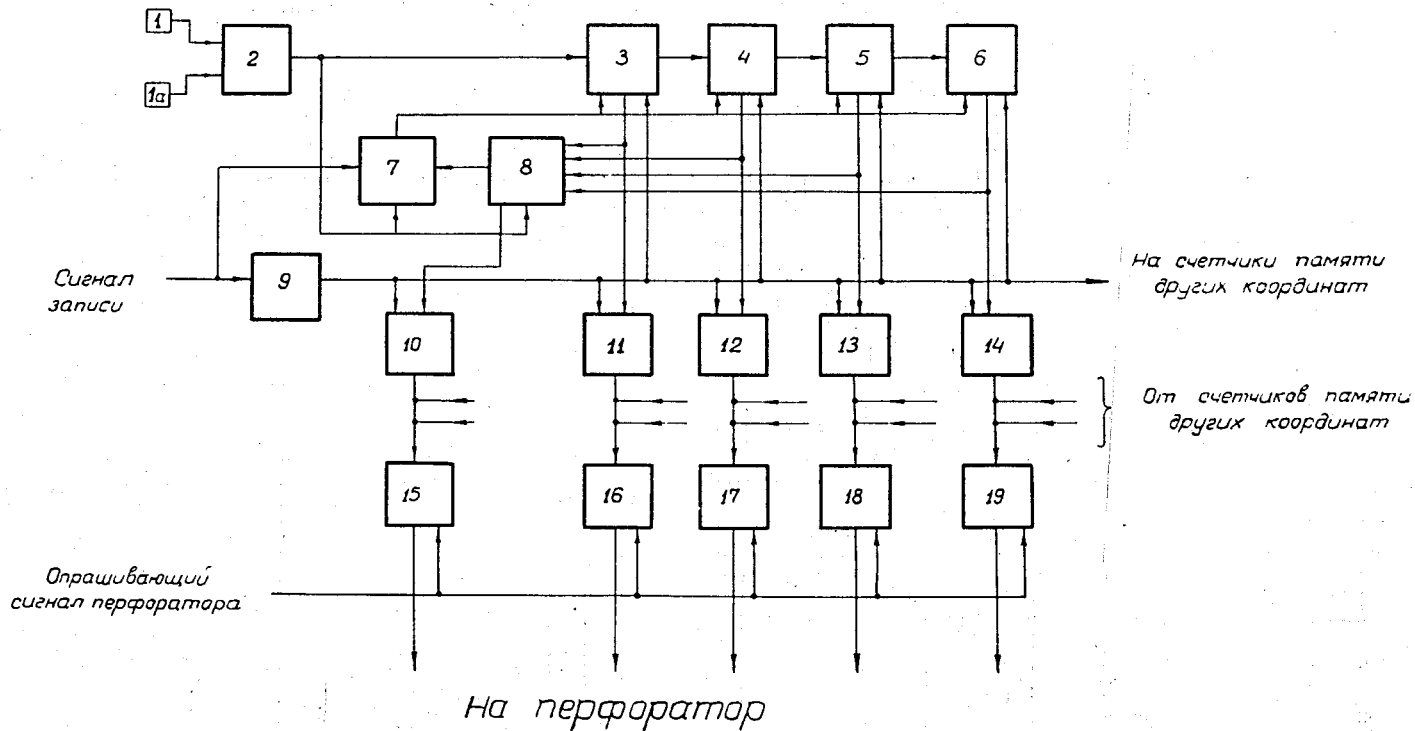 1
2
3
4
5
6
1а
7
8
Сигнал
записи
9
На счетчики памяти
других координат
10
11
12
13
14
От счетчиков памяти
других координат
15
16
17
18
19
Опрашивающий
сигнал перфоратора
На перфоратор